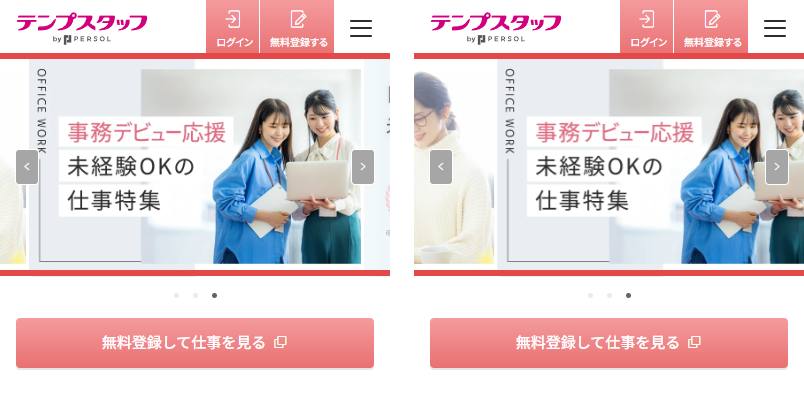 テンプスタッフ
by PERSOL
ログイン
無料登録する
OFFICE WORK
事務デビュー応援
未経験OKの
仕事特集
無料登録して仕事を見る
テンプスタッフ
by PERSOL
ログイン
無料登録する
OFFICE WORK
事務デビュー応援
未経験OKの
仕事特集
無料登録して仕事を見る